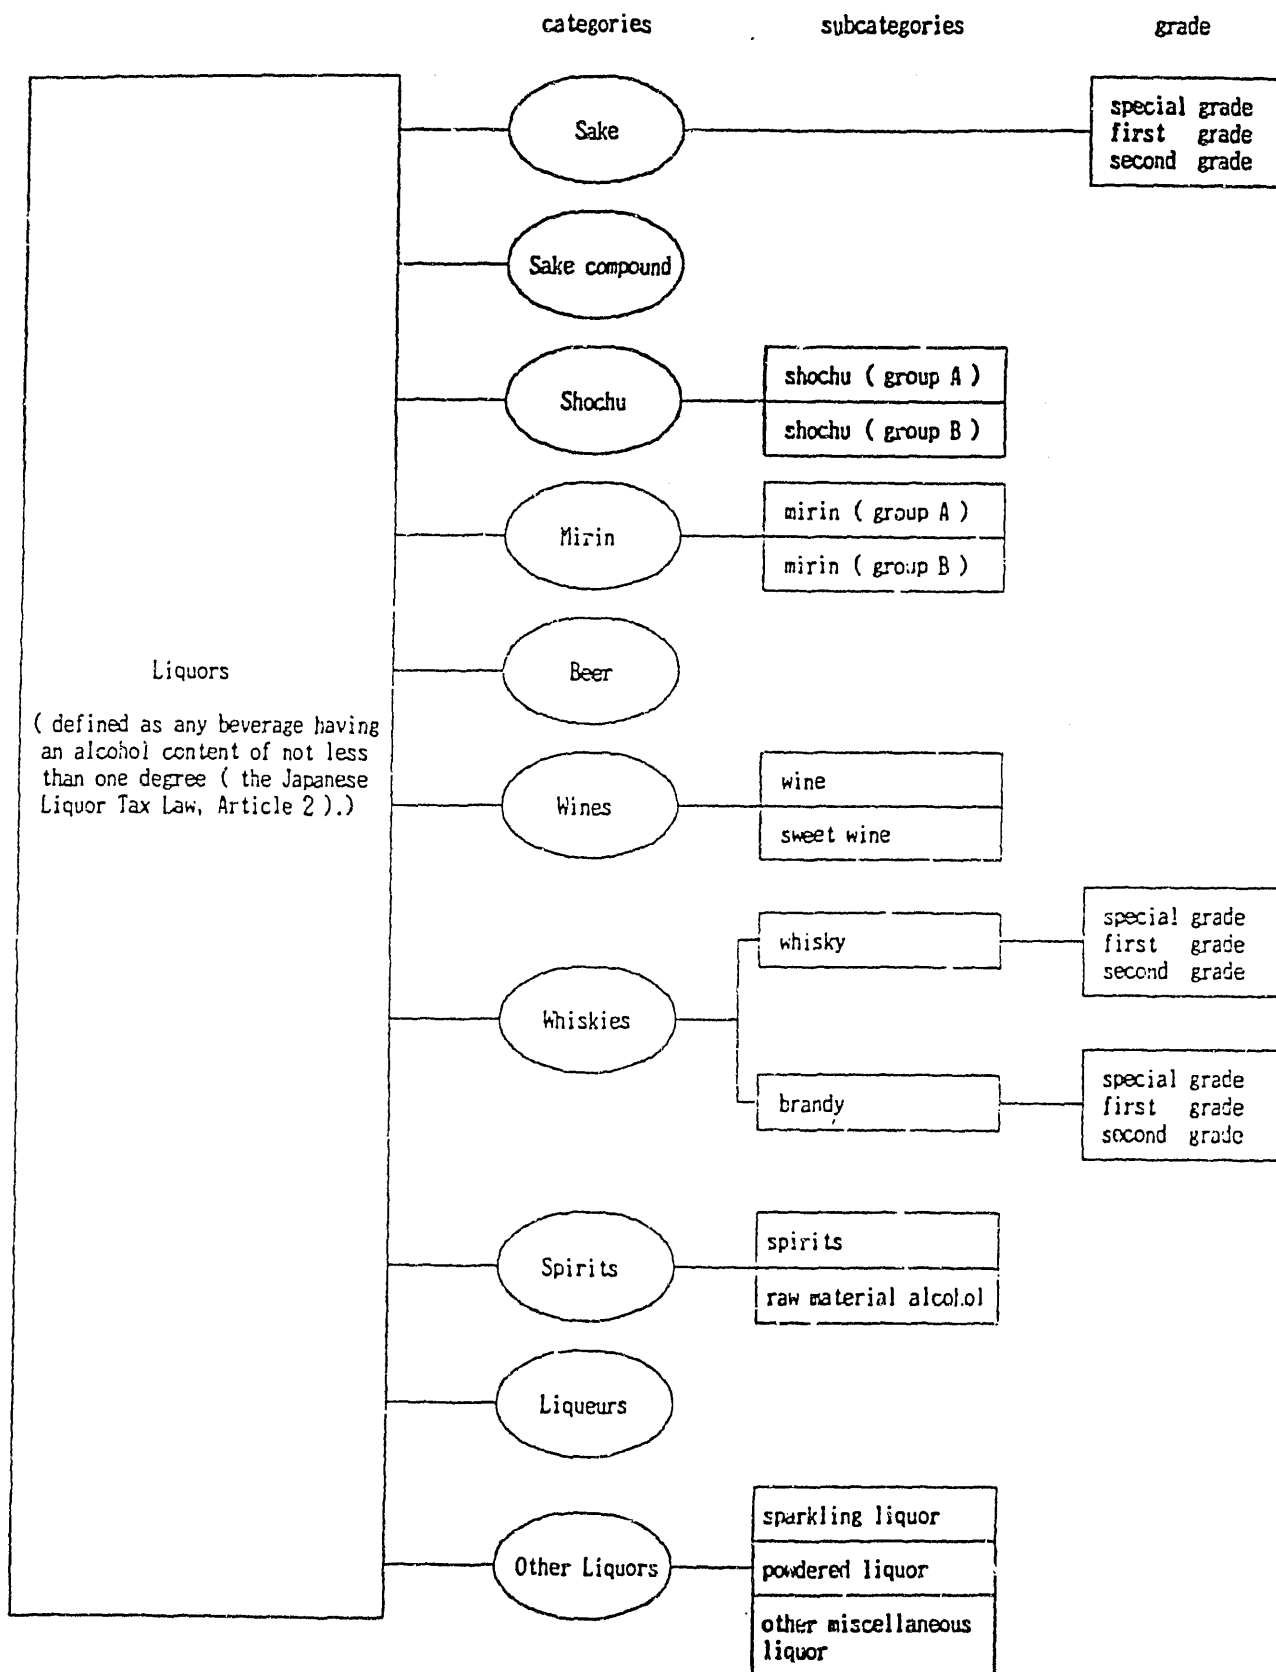 categories subcategories grade
Sake
special grade
first grade
second grade
Sake compound
Shochu
shochu ( group A )
shochu ( group B )
Mirin
mirin ( group A )
mirin ( group B )
Beer
Liquors
( defined as any beverage having
an alcohol content of not less
than one degree ( the Japanese
Liquor Tax Law, Article 2 ).)
Wines
wine
sweet wine
Whiskies
whisky
special grade
first grade
second grade
brandy
special grade
first grade
second grade
Spirits
spirits
raw material alcohol
Liqueurs
Other Liquors
sparkling liquor
powdered liquor
other miscellaneous
liquor